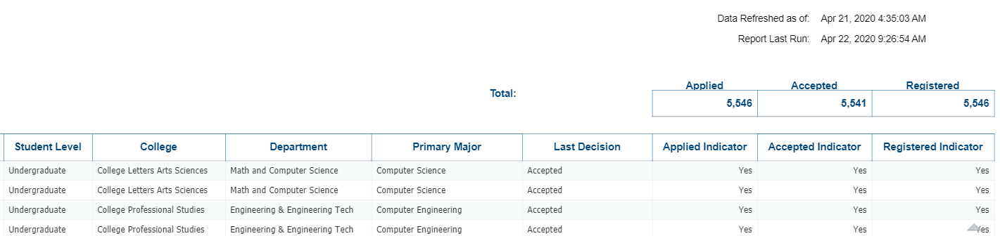 Data Refreshed as of: Apr 21, 2020 4:35:03 AM
Report Last Run: Apr 22, 2020 9:26:54 AM
Applied Accepted Registered
Total:
5,546 5,541 5,546
Student Level College Department Primary Major Last Decision Applied Indicator Accepted Indicator Registered Indicator
Undergraduate College Letters Arts Sciences Math and Computer Science Computer Science Accepted Yes Yes Yes
Undergraduate College Letters Arts Sciences Math and Computer Science Computer Science Accepted Yes Yes Yes
Undergraduate College Professional Studies Engineering & Engineering Tech Computer Engineering Accepted Yes Yes Yes
Undergraduate College Professional Studies Engineering & Engineering Tech Computer Engineering Accepted Yes Yes Yes